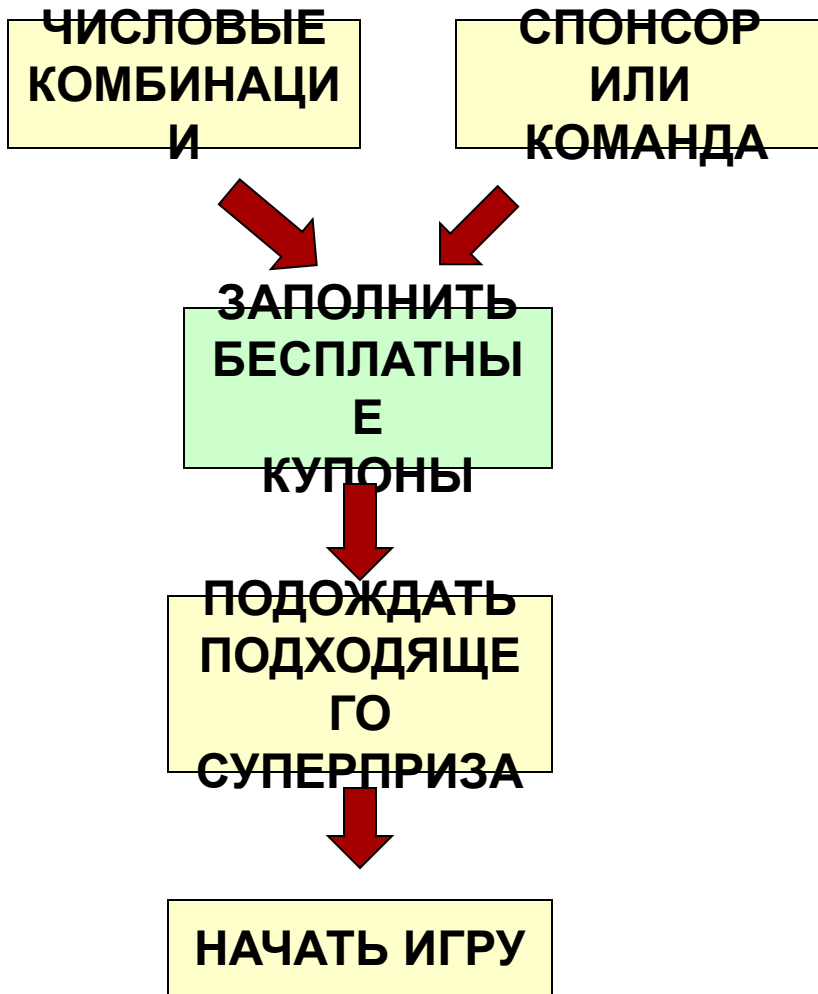 ЧИСЛОВЫЕ
КОМБИНАЦИ
И
СПОНСОР
ИЛИ
КОМАНДА
ЗАПОЛНИТЬ
БЕСПЛАТНЫ
Е
КУПОНЫ
ПОДОЖДАТЬ
ПОДХОДЯЩЕ
ГО
СУПЕРПРИЗА
НАЧАТЬ ИГРУ